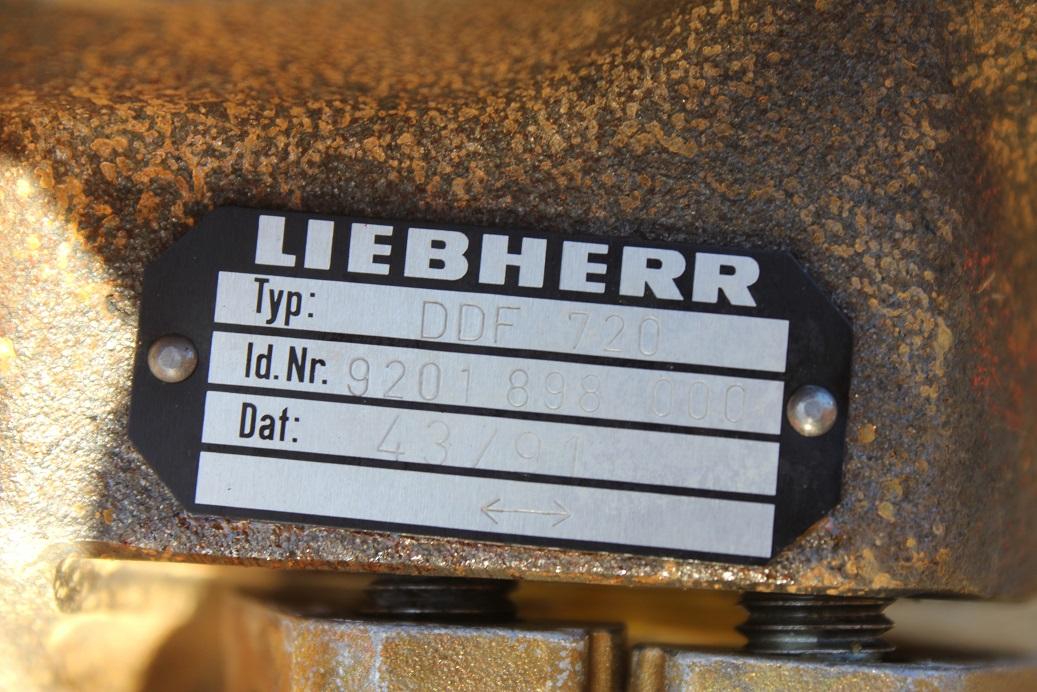 LIEBHERR
Typ: DDF 720
Id.Nr. 9201 898 000
Dat: 43/91